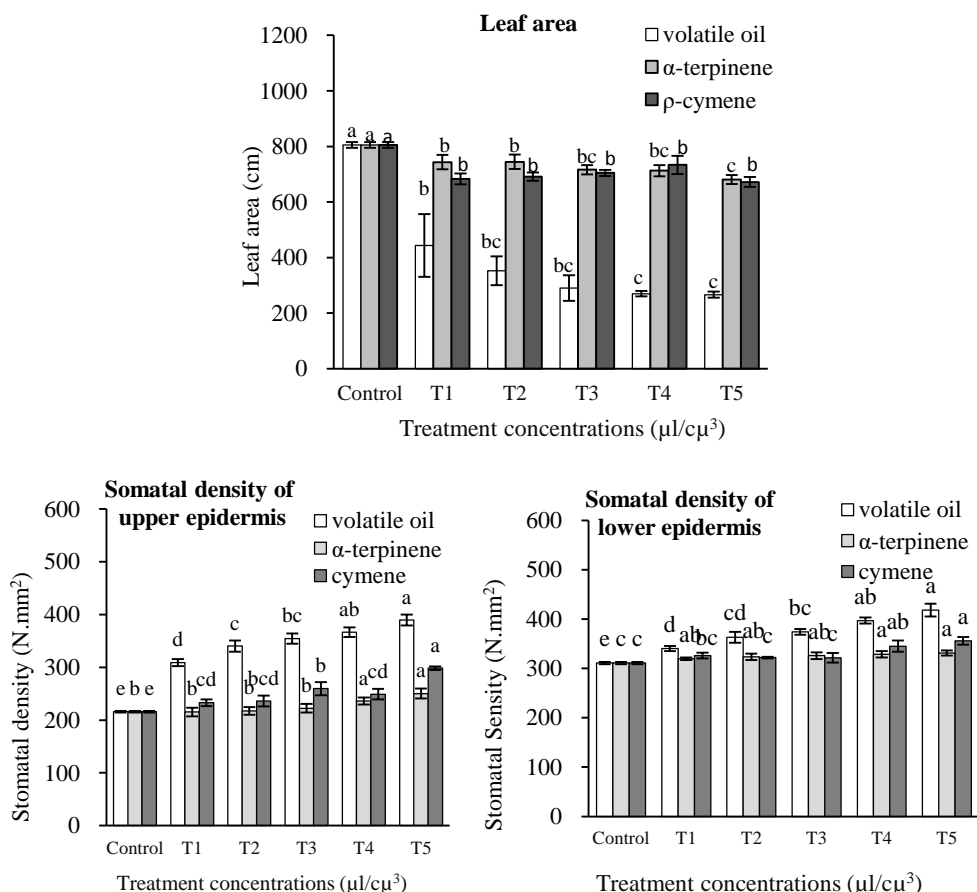 Leaf area
1200
1000
800
600
400
200
0
Leaf area (cm)
volatile oil
α-terpinene
ρ-cymene
a a a
b b b
bc b b
bc bc b
c bc b
c c b
Control T1 T2 T3 T4 T5
Treatment concentrations (µl/cµ³)
Somatal density of
upper epidermis
600
500
400
300
200
100
0
Stomatal density (N.mm²)
volatile oil
α-terpinene
cymene
e b e
d b cd
c b bcd
bc b b
ab a cd
a a a
Control T1 T2 T3 T4 T5
Treatment concentrations (µl/cµ³)
Somatal density of
lower epidermis
600
500
400
300
200
100
0
Stomatal Sensity (N.mm²)
volatile oil
α-terpinene
cymene
e c c
d ab bc
cd ab c
bc ab c
ab a ab
a a a
Control T1 T2 T3 T4 T5
Treatment concentrations (µl/cµ³)